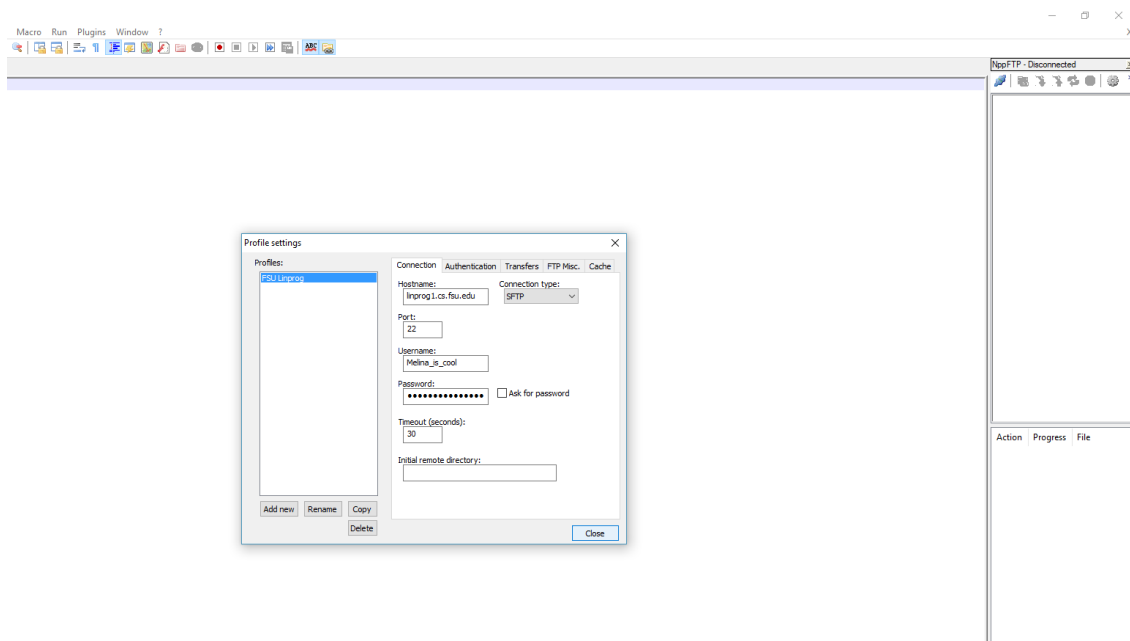 Macro Run Plugins Window ?
ABC
NppFTP - Disconnected
Profile settings
Profiles:
FSU Linprog
Connection Authentication Transfers FTP Misc. Cache
Hostname: Connection type:
linprog1.cs.fsu.edu SFTP
Port:
22
Username:
Melina_is_cool
Password:
●●●●●●●●●●●●●●● Ask for password
Timeout (seconds):
30
Initial remote directory:
Add new Rename Copy
Delete
Close
Action Progress File